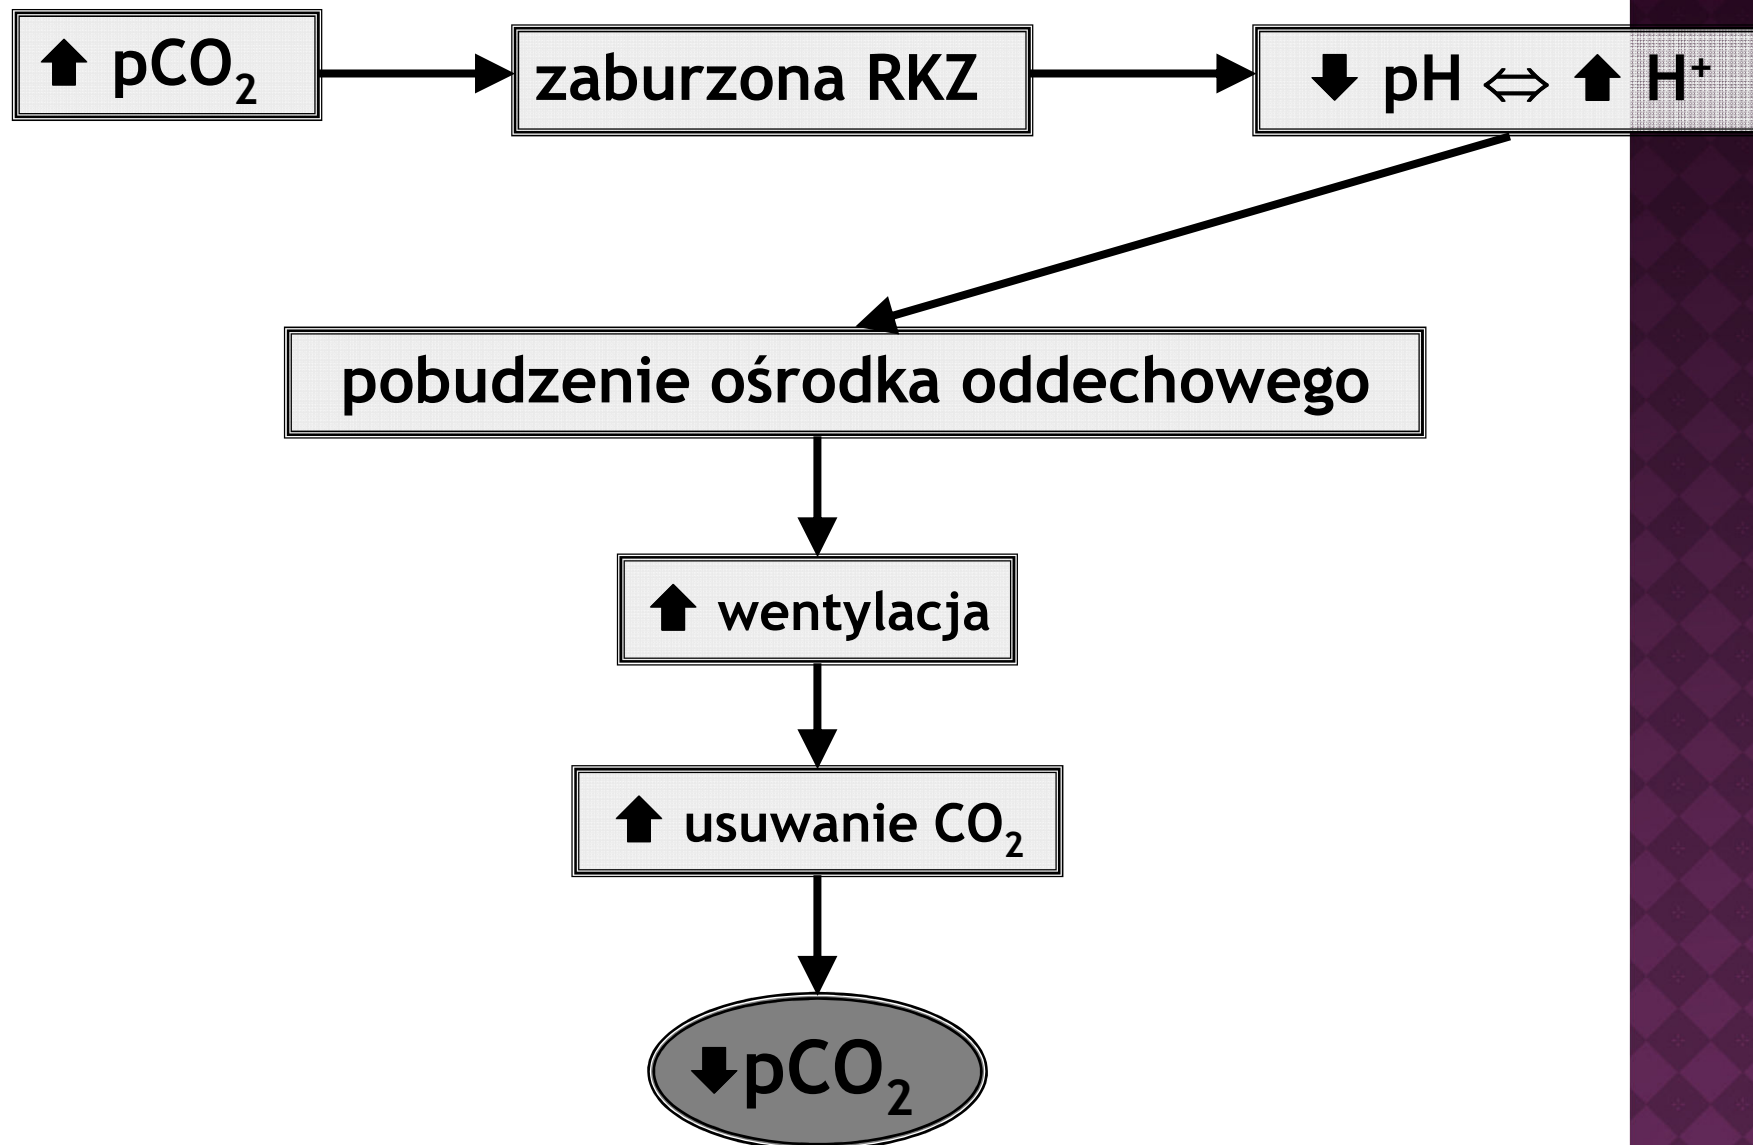 ⬆ pCO₂
zaburzona RKZ
⬇ pH ⇔ ⬆ H⁺
pobudzenie ośrodka oddechowego
⬆ wentylacja
⬆ usuwanie CO₂
⬇pCO₂